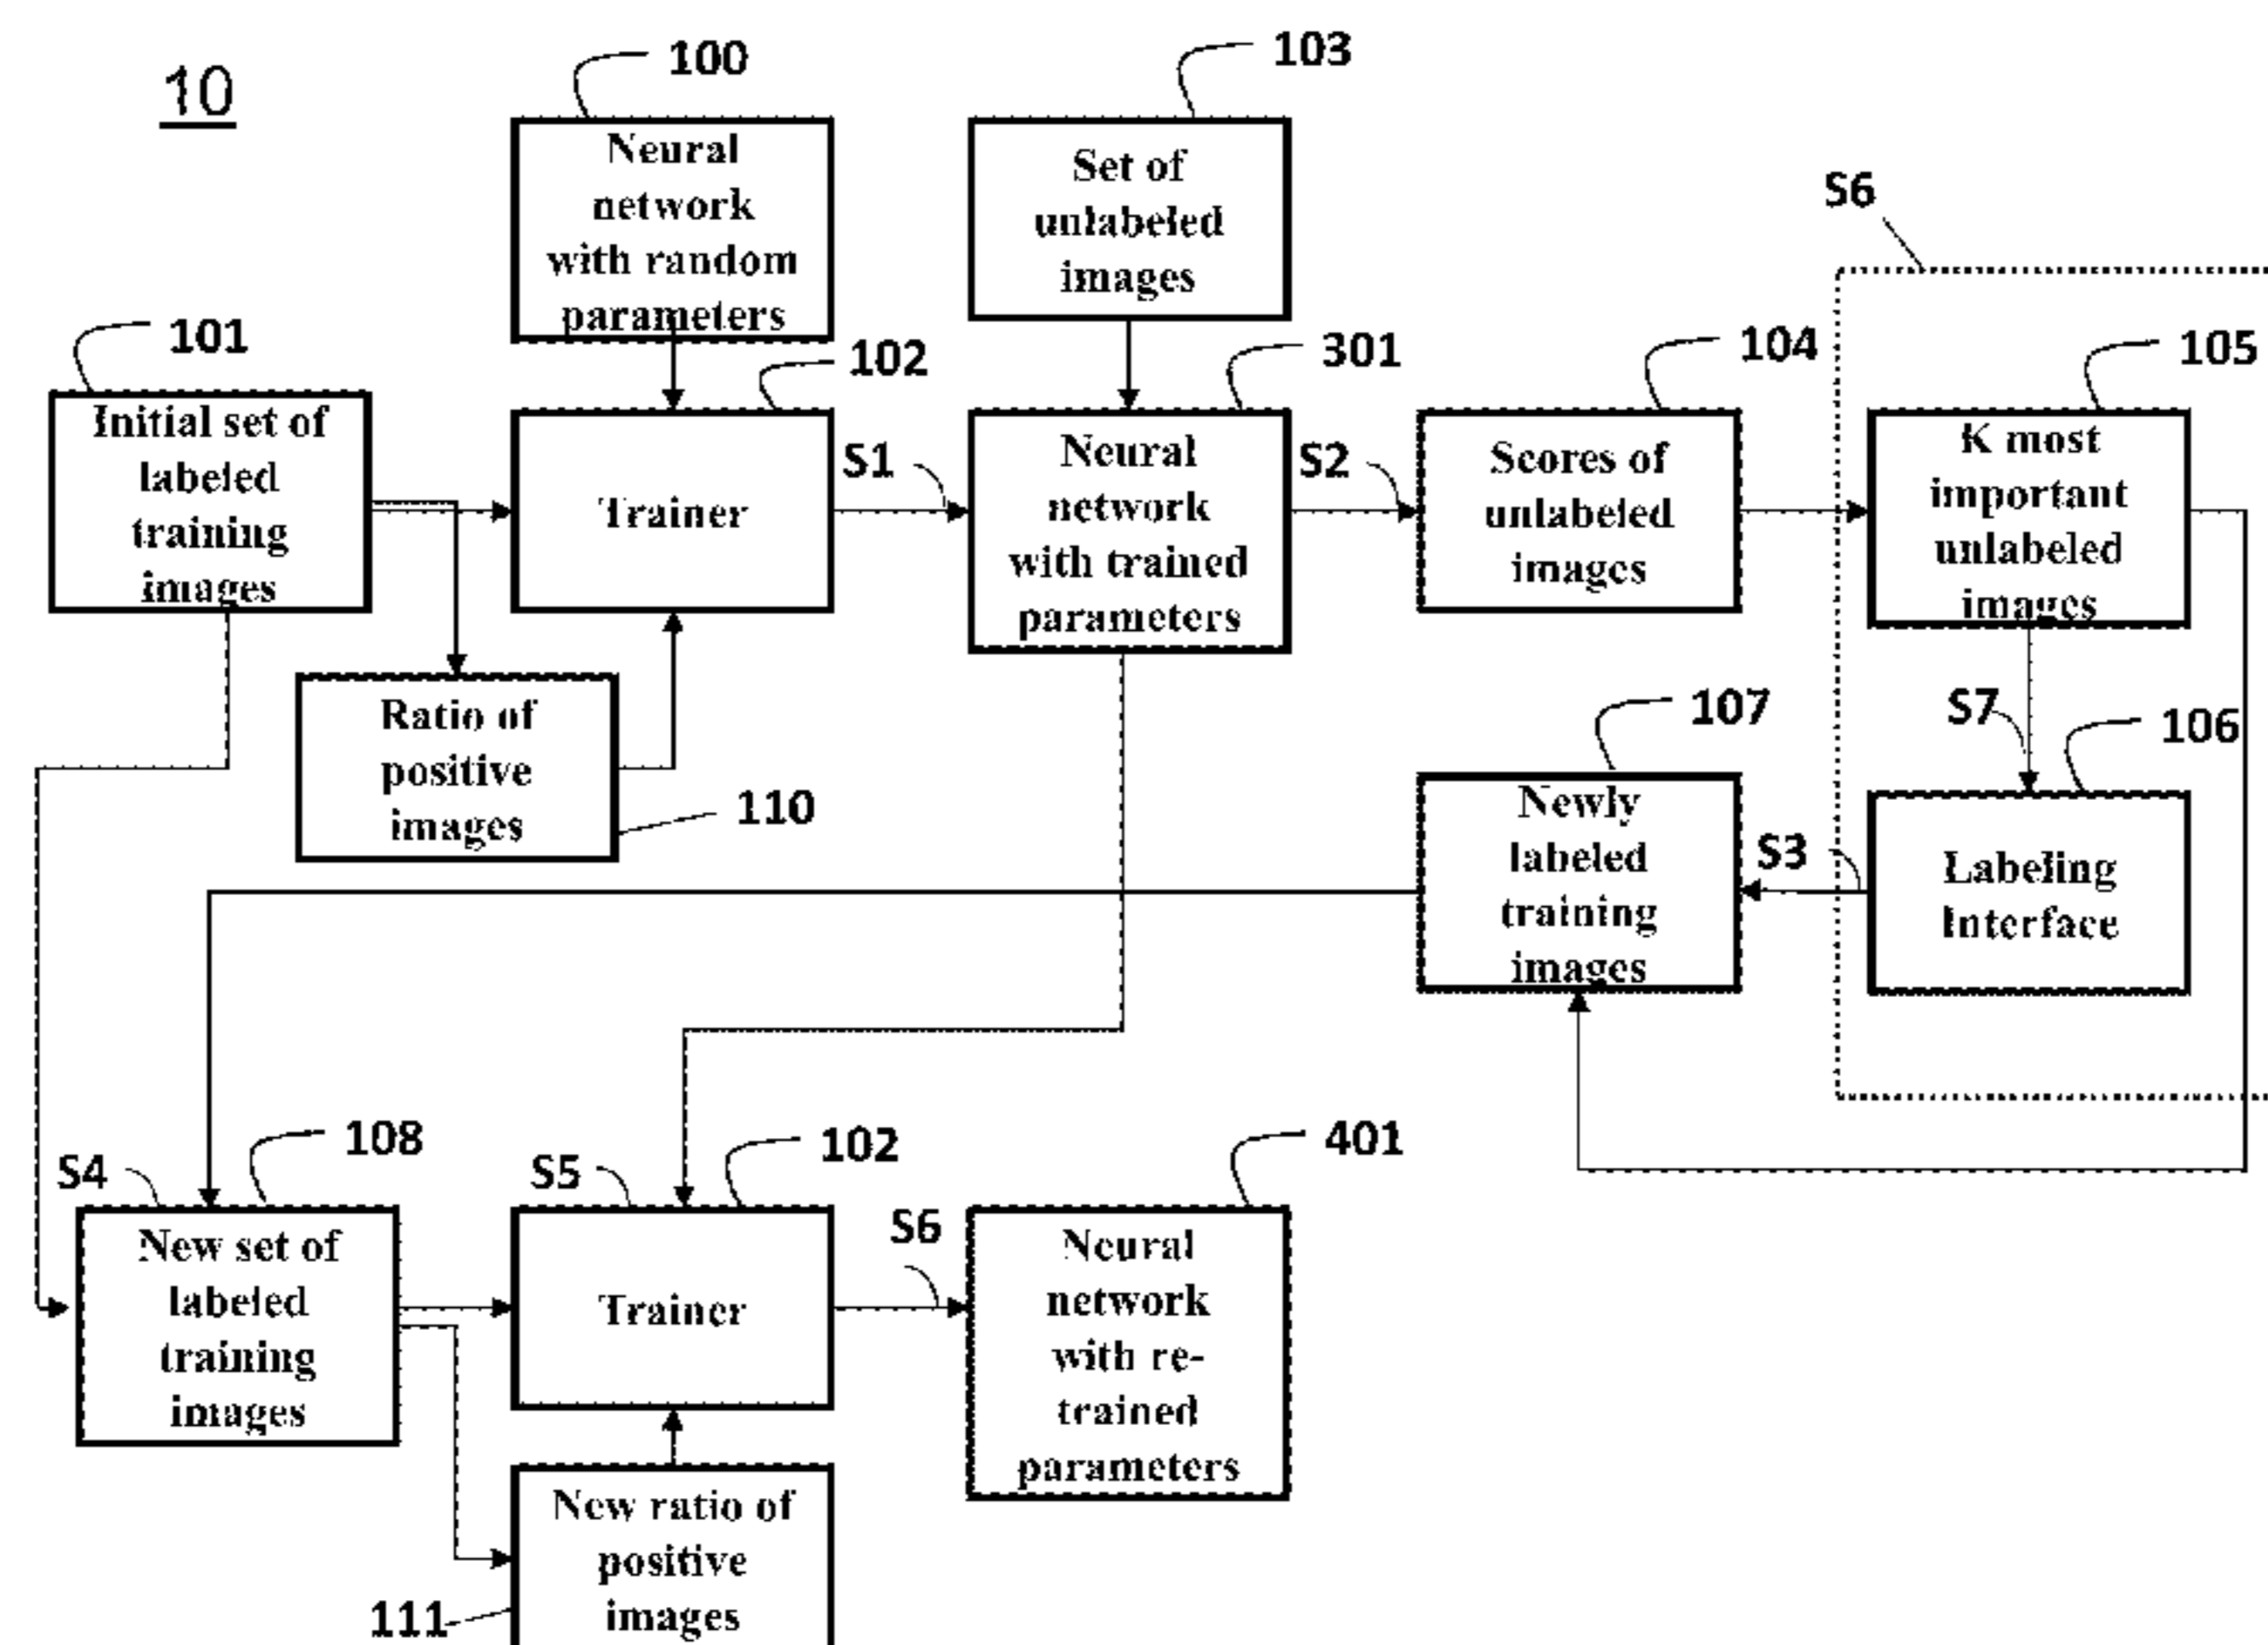 10
100
103
Neural
network
with random
parameters
Set of
unlabeled
images
S6
101
102
301
104
105
Initial set of
labeled
training
images
Trainer
S1
Neural
network
with trained
parameters
S2
Scores of
unlabeled
images
K most
important
unlabeled
images
Ratio of
positive
images
110
107
S7
106
Newly
labeled
training
images
S3
Labeling
Interface
S4
108
S5
102
S6
401
New set of
labeled
training
images
Trainer
Neural
network
with re-
trained
parameters
New ratio of
positive
images
111